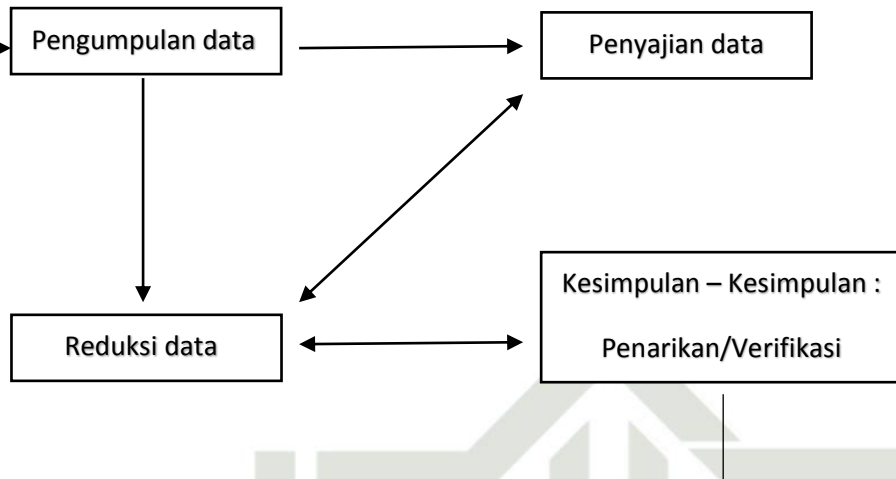 Pengumpulan data
Penyajian data
Reduksi data
Kesimpulan – Kesimpulan :
Penarikan/Verifikasi